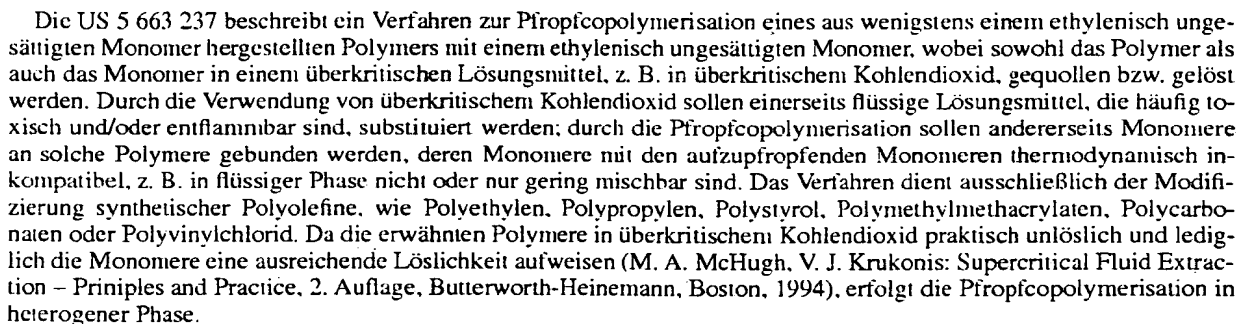 Die US 5 663 237 beschreibt ein Verfahren zur Pfropfcopolymerisation eines aus wenigstens einem ethylenisch unge-
sättigten Monomer hergestellten Polymers mit einem ethylenisch ungesättigten Monomer, wobei sowohl das Polymer als
auch das Monomer in einem überkritischen Lösungsmittel, z. B. in überkritischem Kohlendioxid, gequollen bzw. gelöst
werden. Durch die Verwendung von überkritischem Kohlendioxid sollen einerseits flüssige Lösungsmittel, die häufig to-
xisch und/oder entflammbar sind, substituiert werden; durch die Pfropfcopolymerisation sollen andererseits Monomere
an solche Polymere gebunden werden, deren Monomere mit den aufzupfropfenden Monomeren thermodynamisch in-
kompatibel, z. B. in flüssiger Phase nicht oder nur gering mischbar sind. Das Verfahren dient ausschließlich der Modifi-
zierung synthetischer Polyolefine, wie Polyethylen, Polypropylen, Polystyrol, Polymethylmethacrylaten, Polycarbo-
naten oder Polyvinylchlorid. Da die erwähnten Polymere in überkritischem Kohlendioxid praktisch unlöslich und ledig-
lich die Monomere eine ausreichende Löslichkeit aufweisen (M. A. McHugh, V. J. Krukonis: Supercritical Fluid Extrac-
tion – Priniples and Practice, 2. Auflage, Butterworth-Heinemann, Boston, 1994), erfolgt die Pfropfcopolymerisation in
heterogener Phase.